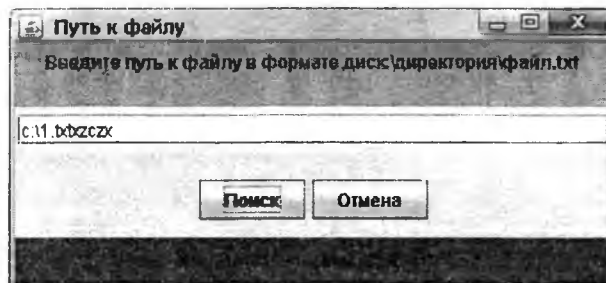 Путь к файлу
Введите путь к файлу в формате диск\директория\файл.txt
c:\1.txtxzczx
Поиск
Отмена